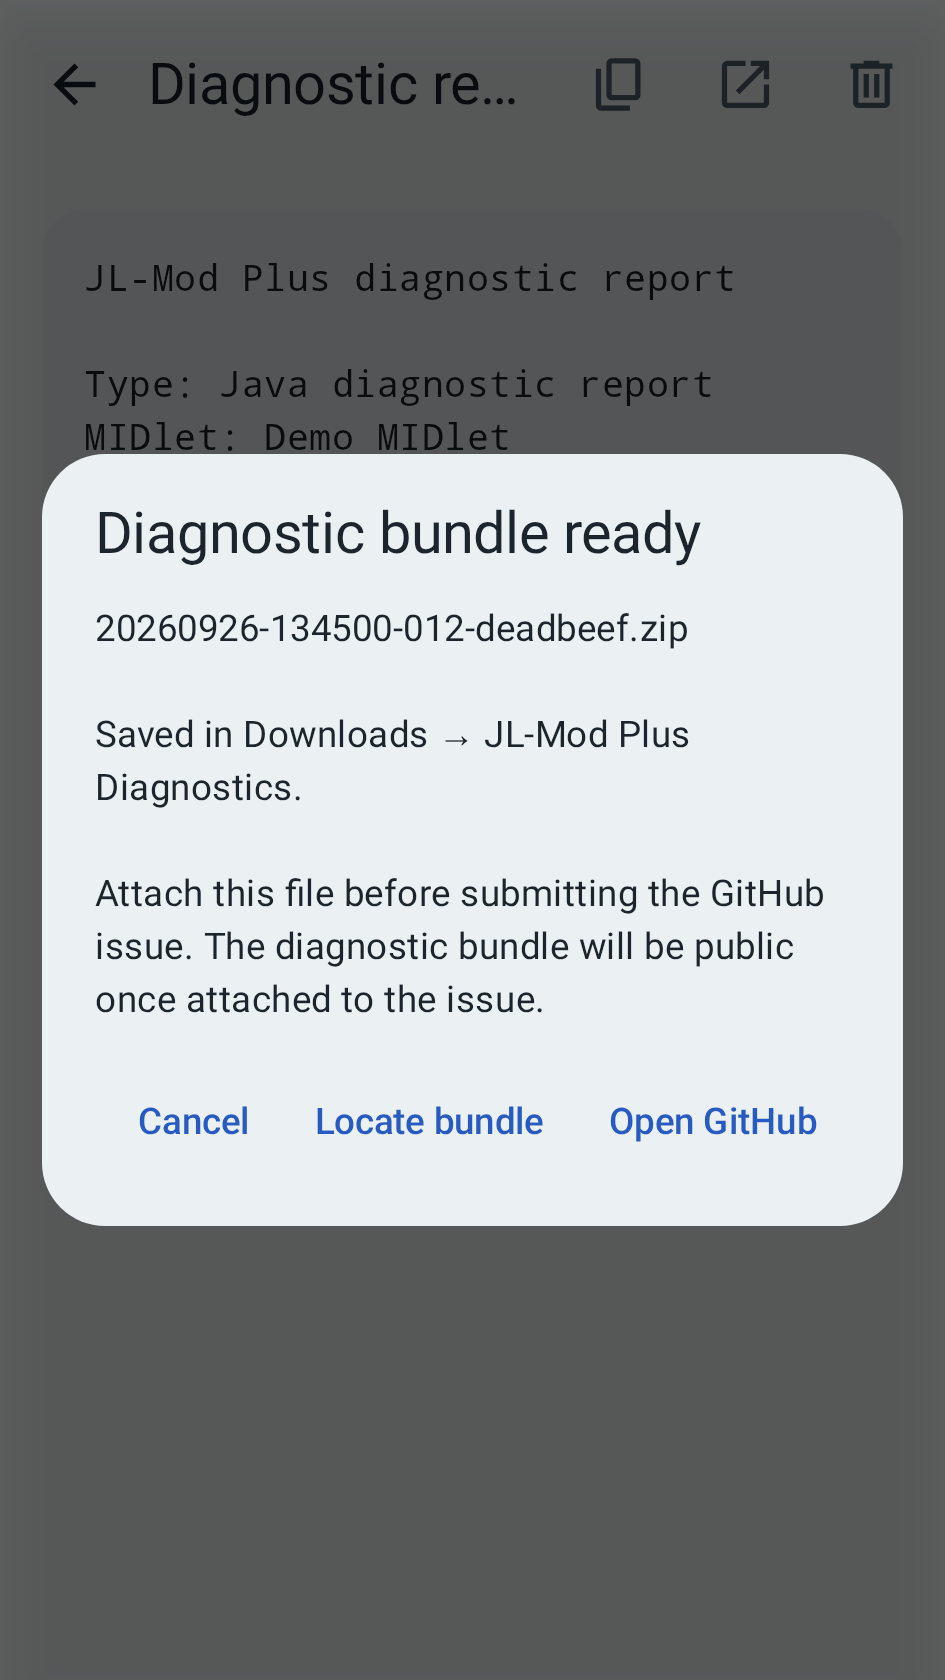 Diagnostic re...
JL-Mod Plus diagnostic report
Type: Java diagnostic report
MIDlet: Demo MIDlet
Diagnostic bundle ready
20260926-134500-012-deadbeef.zip
Saved in Downloads → JL-Mod Plus
Diagnostics.
Attach this file before submitting the GitHub
issue. The diagnostic bundle will be public
once attached to the issue.
Cancel Locate bundle Open GitHub